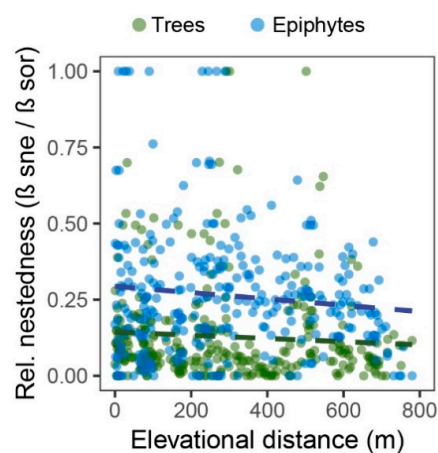 Trees Epiphytes
1.00
0.75
0.50
0.25
0.00
Rel. nestedness (ß sne / ß sor)
0 200 400 600 800
Elevational distance (m)